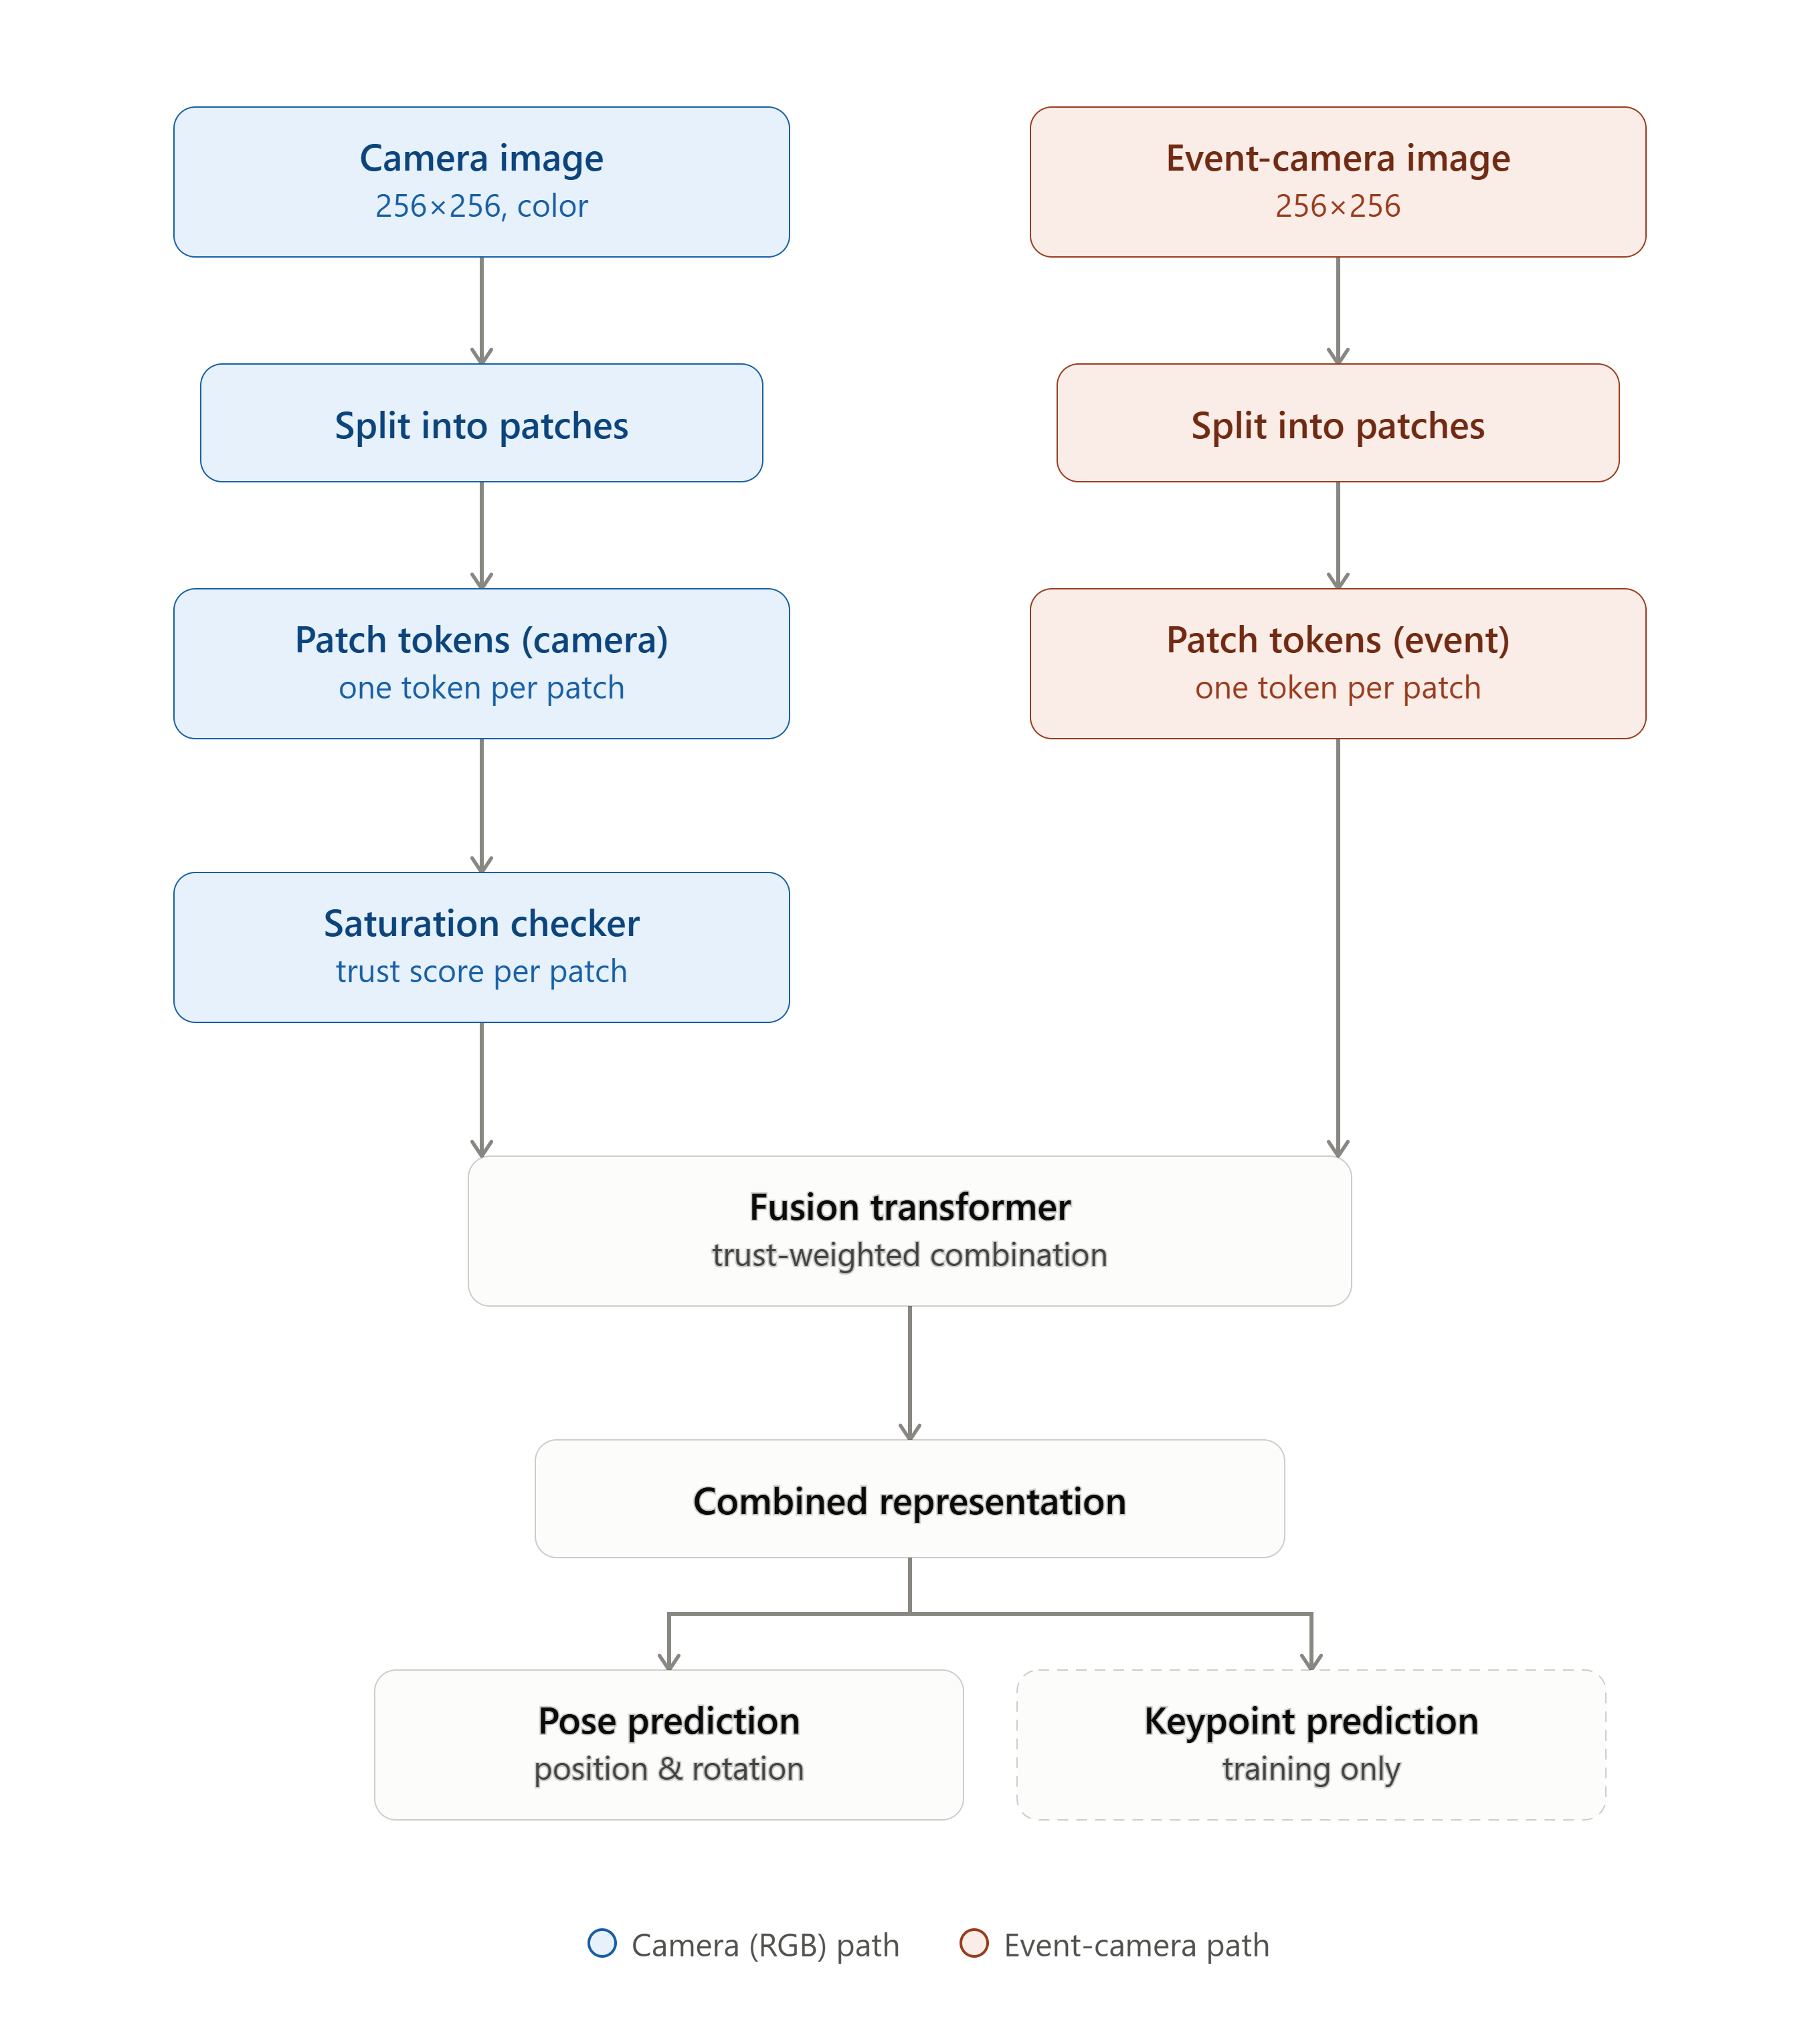 Camera image
256×256, color
Event-camera image
256×256
Split into patches
Split into patches
Patch tokens (camera)
one token per patch
Patch tokens (event)
one token per patch
Saturation checker
trust score per patch
Fusion transformer
trust-weighted combination
Combined representation
Pose prediction
position & rotation
Keypoint prediction
training only
Camera (RGB) path
Event-camera path